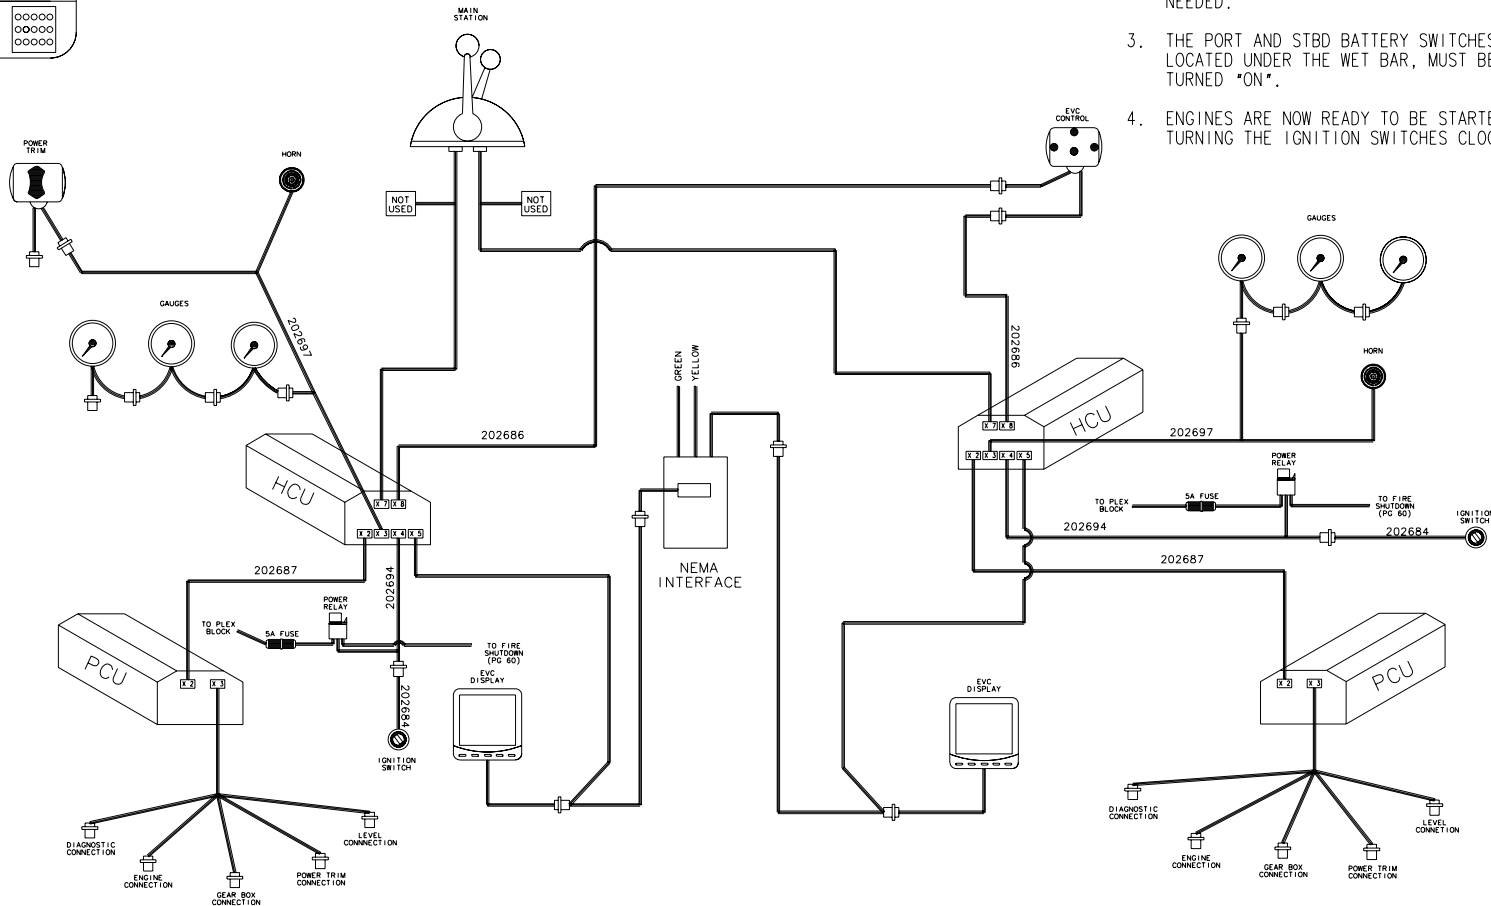 NEEDED.
3. THE PORT AND STBD BATTERY SWITCHES
LOCATED UNDER THE WET BAR, MUST BE
TURNED "ON".
4. ENGINES ARE NOW READY TO BE STARTE
TURNING THE IGNITION SWITCHES CLOC
MAIN
STATION
EVC
CONTROL
POWER
TRIM
HORN
NOT
USED
NOT
USED
GAUGES
GAUGES
202697
GREEN
YELLOW
202686
HORN
202686
HCU
X 7
X 8
X 2
X 3
X 4
X 5
HCU
X 7
X 8
X 2
X 3
X 4
X 5
202697
POWER
RELAY
TO PLEX
BLOCK
5A FUSE
TO FIRE
SHUTDOWN
(PG 60)
IGNITION
SWITCH
202694
202684
202687
NEMA
INTERFACE
202687
202694
POWER
RELAY
TO PLEX
BLOCK
5A FUSE
TO FIRE
SHUTDOWN
(PG 60)
EVC
DISPLAY
EVC
DISPLAY
PCU
X 2
X 3
202684
IGNITION
SWITCH
PCU
X 2
X 3
DIAGNOSTIC
CONNECTION
ENGINE
CONNECTION
GEAR BOX
CONNECTION
POWER TRIM
CONNECTION
LEVEL
CONNNECTION
DIAGNOSTIC
CONNECTION
ENGINE
CONNECTION
GEAR BOX
CONNECTION
POWER TRIM
CONNECTION
LEVEL
CONNETION